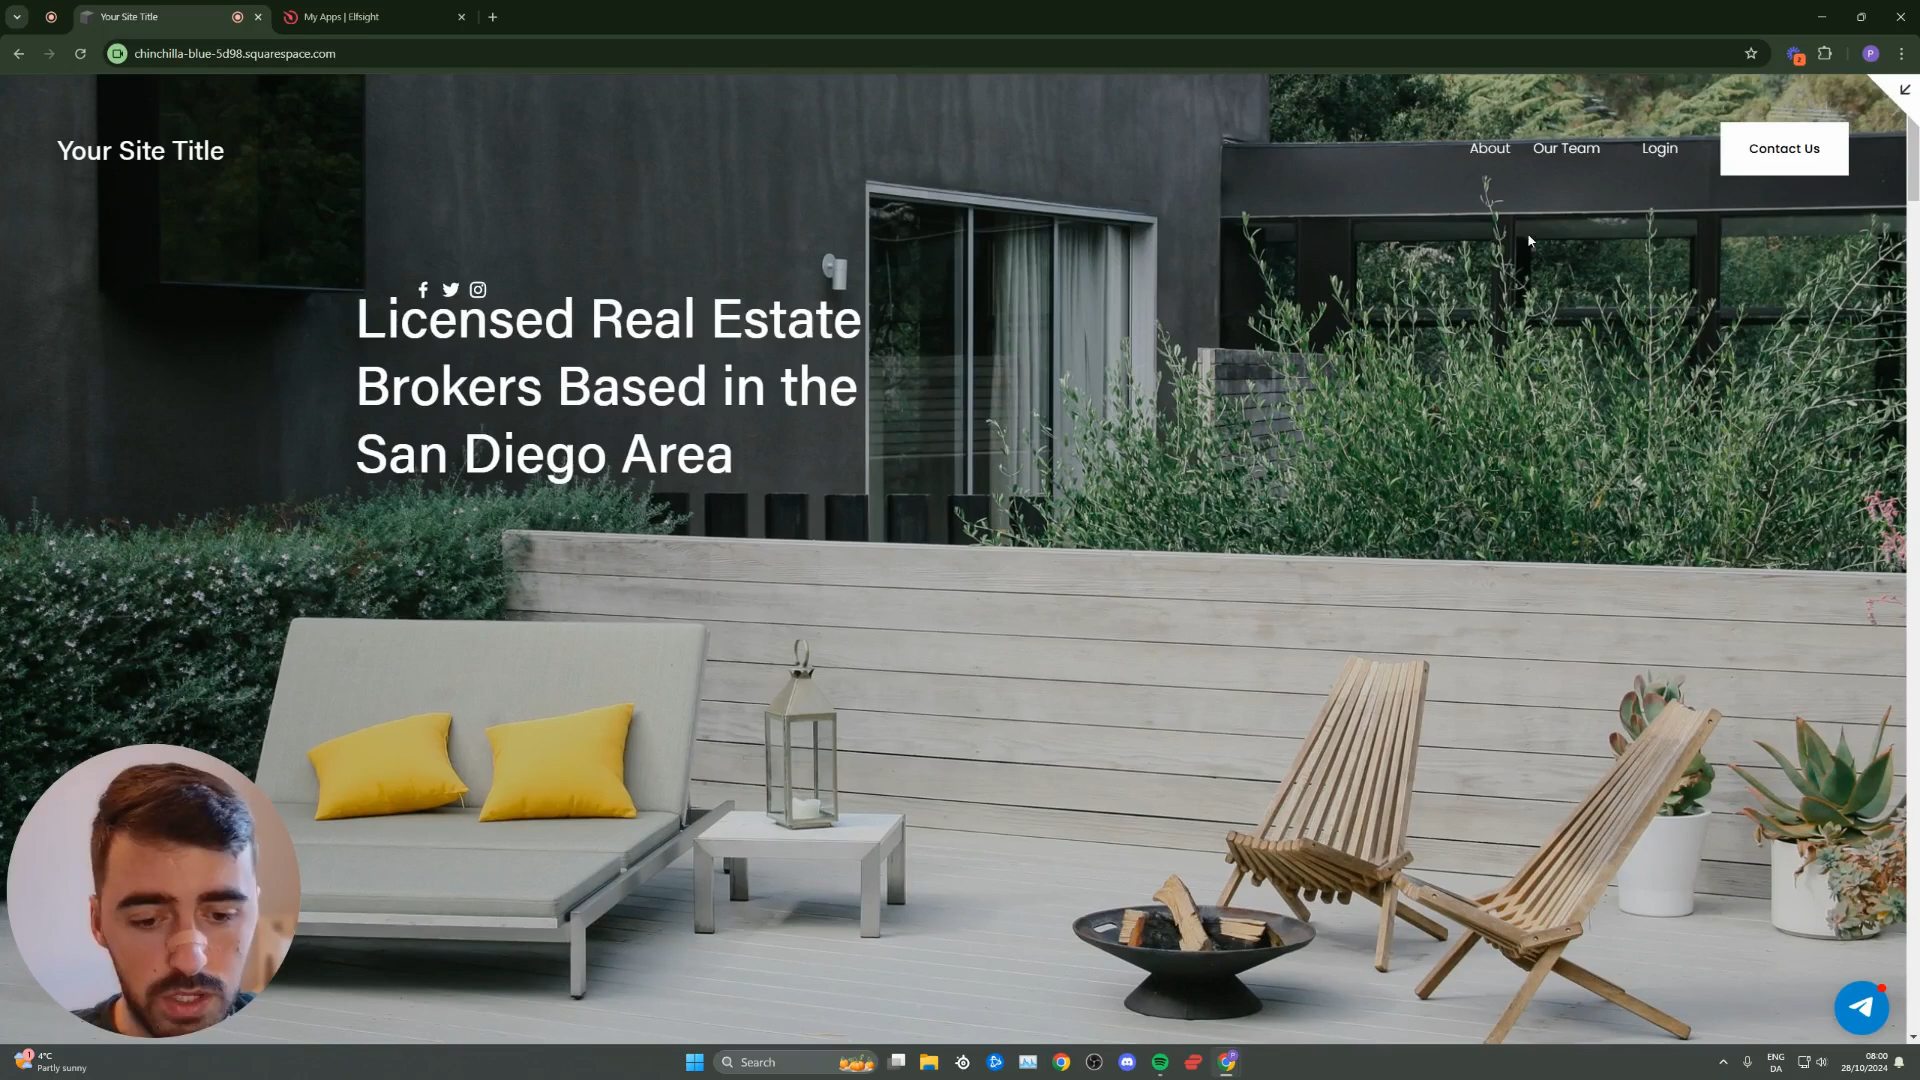 Your Site Title
My Apps | Elfsight
chinchilla-blue-5d98.squarespace.com
2
P
Your Site Title
About
Our Team
Login
Contact Us
Licensed Real Estate
Brokers Based in the
San Diego Area
1
4°C
Partly sunny
Search
P
ENG
DA
08:00
28/10/2024